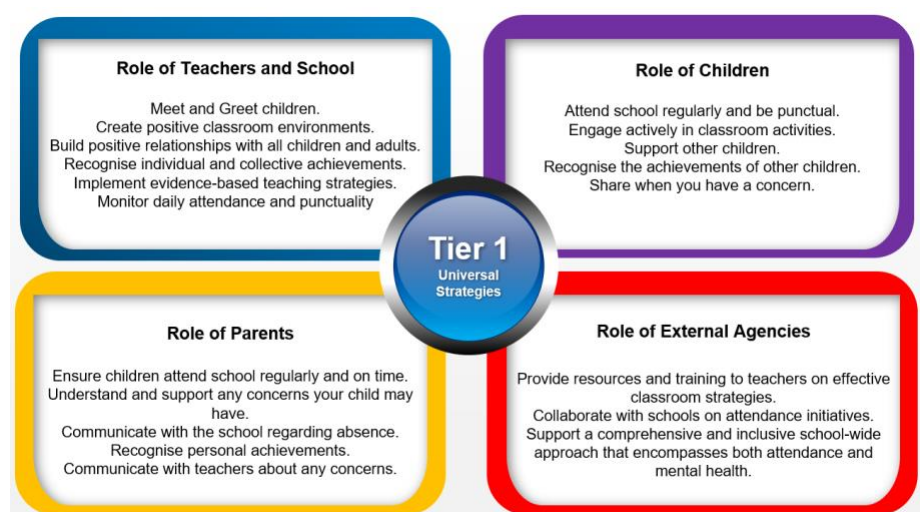 Role of Teachers and School
Meet and Greet children.
Create positive classroom environments.
Build positive relationships with all children and adults.
Recognise individual and collective achievements.
Implement evidence-based teaching strategies.
Monitor daily attendance and punctuality
Role of Children
Attend school regularly and be punctual.
Engage actively in classroom activities.
Support other children.
Recognise the achievements of other children.
Share when you have a concern.
Tier 1
Universal
Strategies
Role of Parents
Ensure children attend school regularly and on time.
Understand and support any concerns your child may
have.
Communicate with the school regarding absence.
Recognise personal achievements.
Communicate with teachers about any concerns.
Role of External Agencies
Provide resources and training to teachers on effective
classroom strategies.
Collaborate with schools on attendance initiatives.
Support a comprehensive and inclusive school-wide
approach that encompasses both attendance and
mental health.